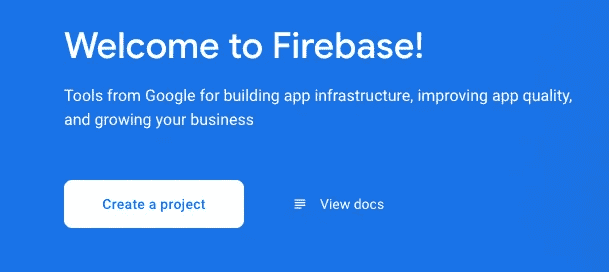 Welcome to Firebase!
Tools from Google for building app infrastructure, improving app quality,
and growing your business
Create a project
View docs